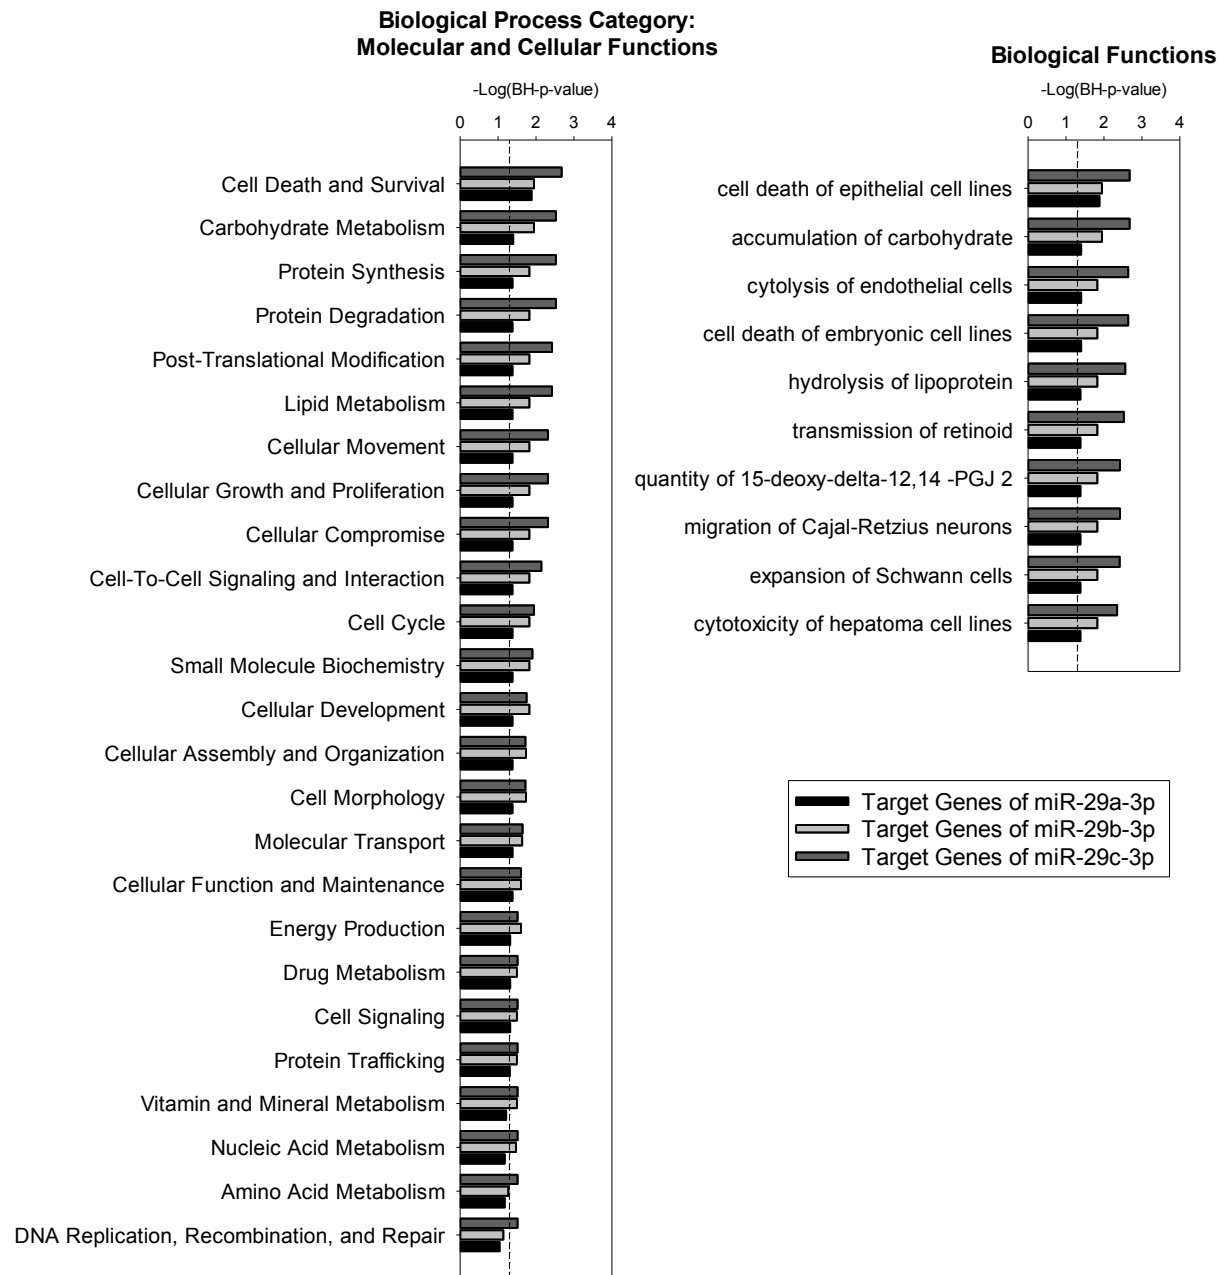 Biological Process Category:
Molecular and Cellular Functions
-Log(BH-p-value)
0 1 2 3 4
Cell Death and Survival
Carbohydrate Metabolism
Protein Synthesis
Protein Degradation
Post-Translational Modification
Lipid Metabolism
Cellular Movement
Cellular Growth and Proliferation
Cellular Compromise
Cell-To-Cell Signaling and Interaction
Cell Cycle
Small Molecule Biochemistry
Cellular Development
Cellular Assembly and Organization
Cell Morphology
Molecular Transport
Cellular Function and Maintenance
Energy Production
Drug Metabolism
Cell Signaling
Protein Trafficking
Vitamin and Mineral Metabolism
Nucleic Acid Metabolism
Amino Acid Metabolism
DNA Replication, Recombination, and Repair
Biological Functions
-Log(BH-p-value)
0 1 2 3 4
cell death of epithelial cell lines
accumulation of carbohydrate
cytolysis of endothelial cells
cell death of embryonic cell lines
hydrolysis of lipoprotein
transmission of retinoid
quantity of 15-deoxy-delta-12,14 -PGJ 2
migration of Cajal-Retzius neurons
expansion of Schwann cells
cytotoxicity of hepatoma cell lines
Target Genes of miR-29a-3p
Target Genes of miR-29b-3p
Target Genes of miR-29c-3p